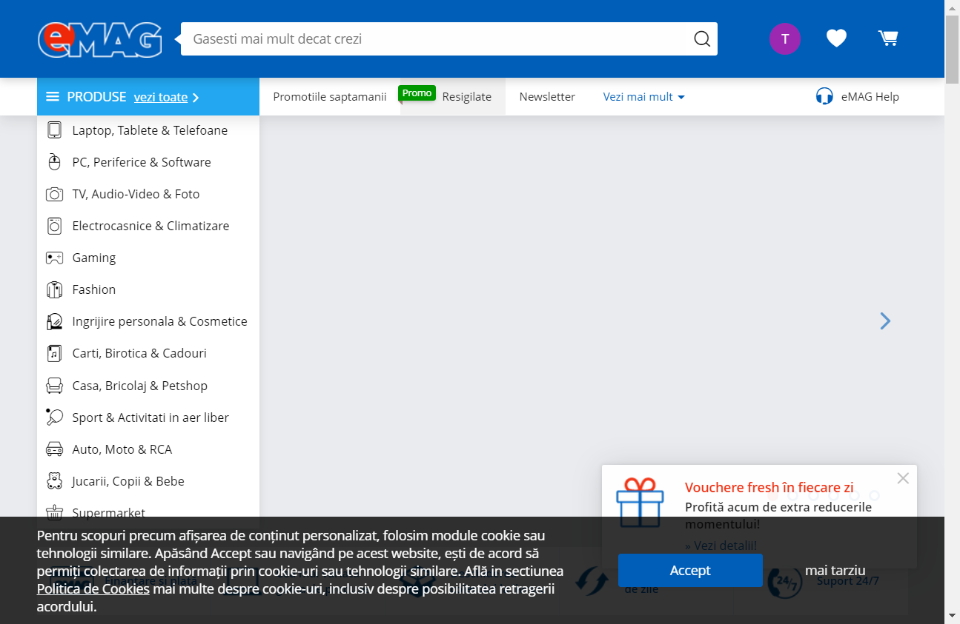 eMAG
Gasesti mai mult decat crezi
T
PRODUSE vezi toate
Promotiile saptamanii
Promo
Resigilate
Newsletter
Vezi mai mult
eMAG Help
Laptop, Tablete & Telefoane
PC, Periferice & Software
TV, Audio-Video & Foto
Electrocasnice & Climatizare
Gaming
Fashion
Ingrijire personala & Cosmetice
Carti, Birotica & Cadouri
Casa, Bricolaj & Petshop
Sport & Activitati in aer liber
Auto, Moto & RCA
Jucarii, Copii & Bebe
Supermarket
Vouchere fresh în fiecare zi
Profită acum de extra reducerile
momentului!
» Vezi detalii!
Pentru scopuri precum afișarea de conținut personalizat, folosim module cookie sau
tehnologii similare. Apăsând Accept sau navigând pe acest website, ești de acord să
permiți colectarea de informații prin cookie-uri sau tehnologii similare. Află in sectiunea
Politica de Cookies mai multe despre cookie-uri, inclusiv despre posibilitatea retragerii
acordului.
Accept
mai tarziu
de zile
24/7
Suport 24/7